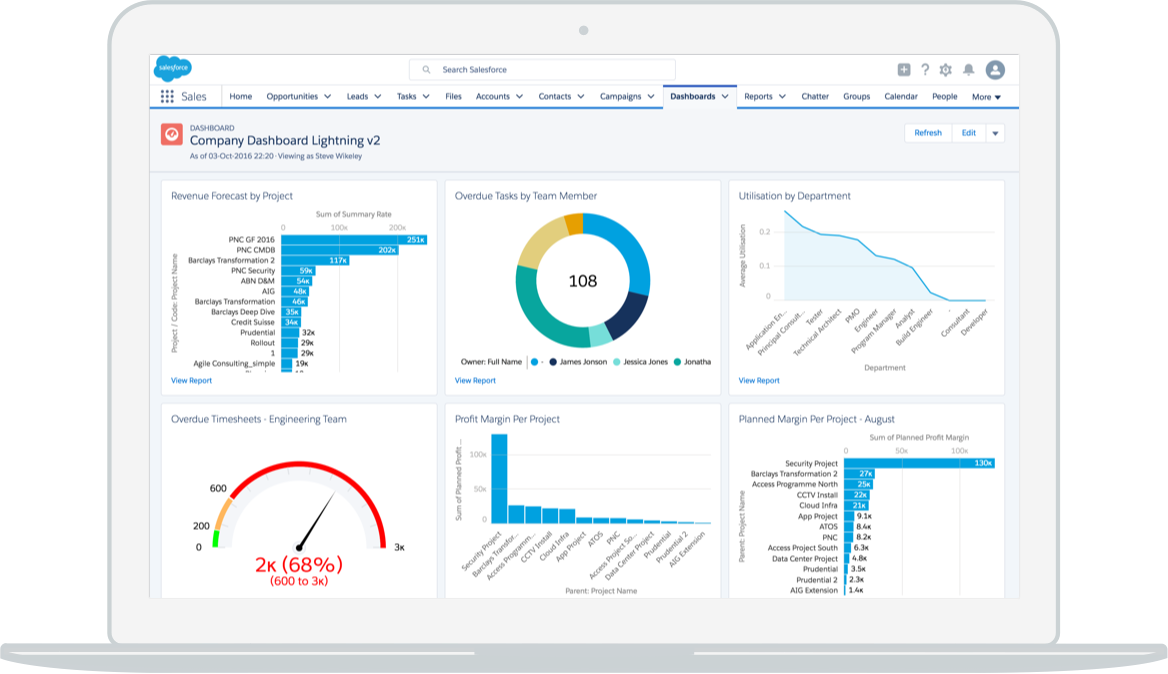 salesforce
Search Salesforce
Sales Home Opportunities Leads Tasks Files Accounts Contacts Campaigns Dashboards Reports Chatter Groups Calendar People More
DASHBOARD
Company Dashboard Lightning v2
As of 03-Oct-2016 22:20·Viewing as Steve Wikeley
Refresh Edit
Revenue Forecast by Project
Sum of Summary Rate
0 100k 200k
Project / Code: Project Name
PNC GF 2016 251K
PNC CMDB 202K
Barclays Transformation 2 117K
PNC Security 59K
ABN D&M 54K
AIG 48K
Barclays Transformation 46K
Barclays Deep Dive 35K
Credit Suisse 34K
Prudential 32K
Rollout 29K
1 29K
Agile Consulting_simple 19K
View Report
Overdue Tasks by Team Member
108
Owner: Full Name - James Jonson Jessica Jones Jonatha
View Report
Utilisation by Department
Average Utilisation
0.2
0.1
0
Application En...
Principal Consult...
Tester
Technical Architect
PMO
Engineer
Program Manager
Analyst
Build Engineer
-
Consultant
Developer
Department
View Report
Overdue Timesheets - Engineering Team
600
200
0
3K
2K (68%)
(600 to 3K)
Profit Margin Per Project
Sum of Planned Profit ...
100k
50k
0
Security Project
Barclays Transfor...
Access Programm...
CCTV Install
Cloud Infra
App Project
ATOS
PNC
Access Project So...
Data Center Project
Prudential
Prudential 2
AIG Extension
Parent: Project Name
Planned Margin Per Project - August
Sum of Planned Profit Margin
0 50k 100k
Parent: Project Name
Security Project 130K
Barclays Transformation 2 27K
Access Programme North 25K
CCTV Install 22K
Cloud Infra 21K
App Project 9.1K
ATOS 8.4K
PNC 8.2K
Access Project South 6.3K
Data Center Project 4.8K
Prudential 3.5K
Prudential 2 2.3K
AIG Extension 1.4K